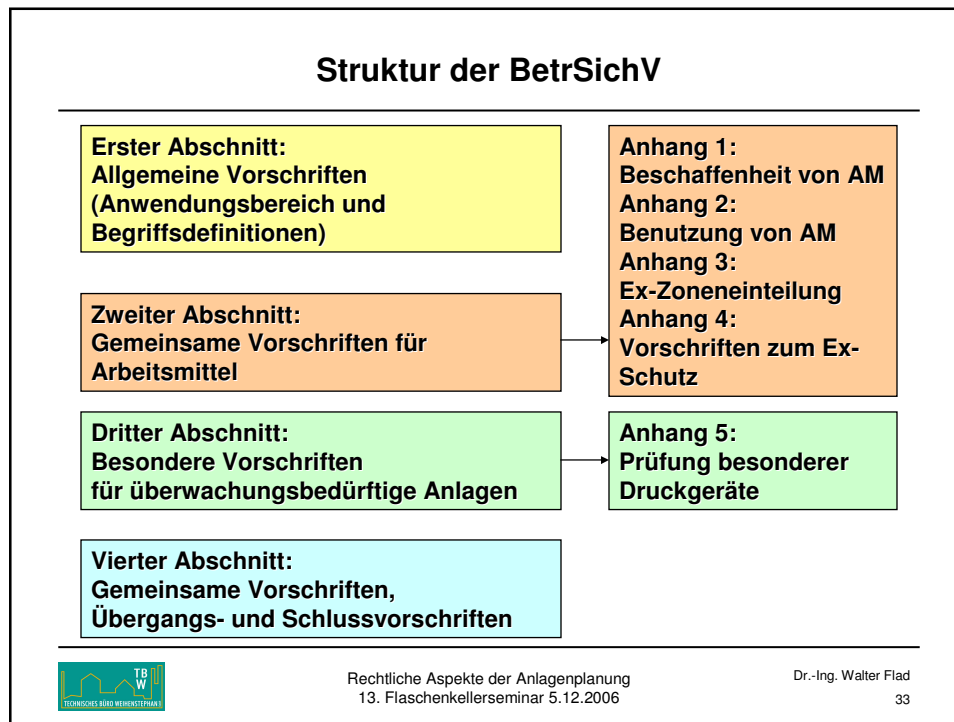 Struktur der BetrSichV
Erster Abschnitt:
Allgemeine Vorschriften
(Anwendungsbereich und
Begriffsdefinitionen)
Zweiter Abschnitt:
Gemeinsame Vorschriften für
Arbeitsmittel
Dritter Abschnitt:
Besondere Vorschriften
für überwachungsbedürftige Anlagen
Vierter Abschnitt:
Gemeinsame Vorschriften,
Übergangs- und Schlussvorschriften
Anhang 1:
Beschaffenheit von AM
Anhang 2:
Benutzung von AM
Anhang 3:
Ex-Zoneneinteilung
Anhang 4:
Vorschriften zum Ex-
Schutz
Anhang 5:
Prüfung besonderer
Druckgeräte
TB
W
TECHNISCHES BÜRO WEIHENSTEPHAN
Rechtliche Aspekte der Anlagenplanung
13. Flaschenkellerseminar 5.12.2006
Dr.-Ing. Walter Flad
33